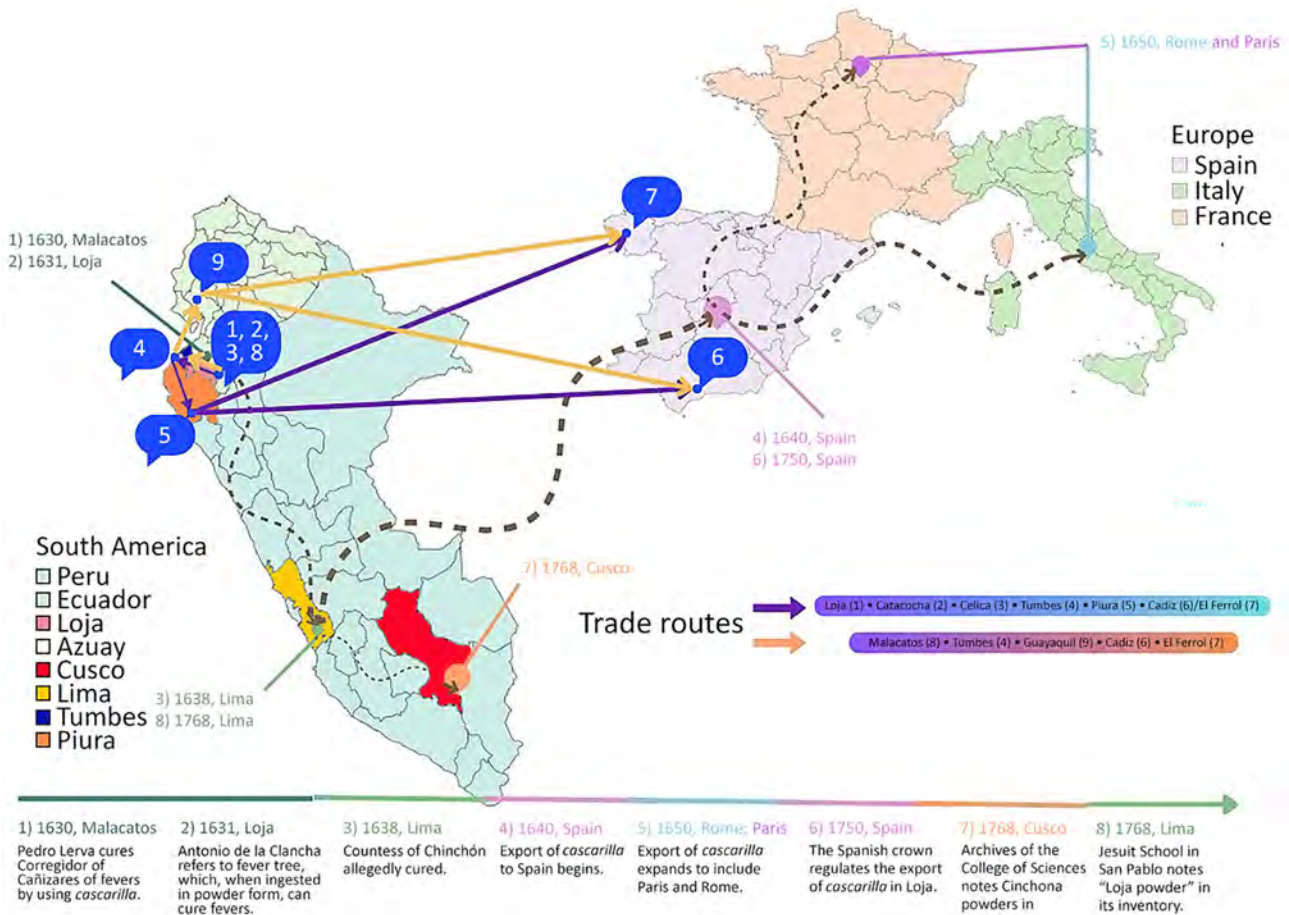 5) 1650, Rome and Paris
Europe
Spain
Italy
France
7
1) 1630, Malacatos
2) 1631, Loja
9
4
1, 2,
3, 8
6
5
4) 1640, Spain
6) 1750, Spain
South America
Peru
Ecuador
Loja
Azuay
Cusco
Lima
Tumbes
Piura
7) 1768, Cusco
Trade routes
Loja (1) • Catacocha (2) • Celica (3) • Tumbes (4) • Piura (5) • Cadiz (6)/El Ferrol (7)
Malacatos (8) • Tumbes (4) • Guayaquil (9) • Cadiz (6) • El Ferrol (7)
3) 1638, Lima
8) 1768, Lima
1) 1630, Malacatos
Pedro Lerva cures
Corregidor of
Cañizares of fevers
by using cascarilla.
2) 1631, Loja
Antonio de la Clancha
refers to fever tree,
which, when ingested
in powder form, can
cure fevers.
3) 1638, Lima
Countess of Chinchón
allegedly cured.
4) 1640, Spain
Export of cascarilla
to Spain begins.
5) 1650, Rome; Paris
Export of cascarilla
expands to include
Paris and Rome.
6) 1750, Spain
The Spanish crown
regulates the export
of cascarilla in Loja.
7) 1768, Cusco
Archives of the
College of Sciences
notes Cinchona
powders in
8) 1768, Lima
Jesuit School in
San Pablo notes
"Loja powder" in
its inventory.